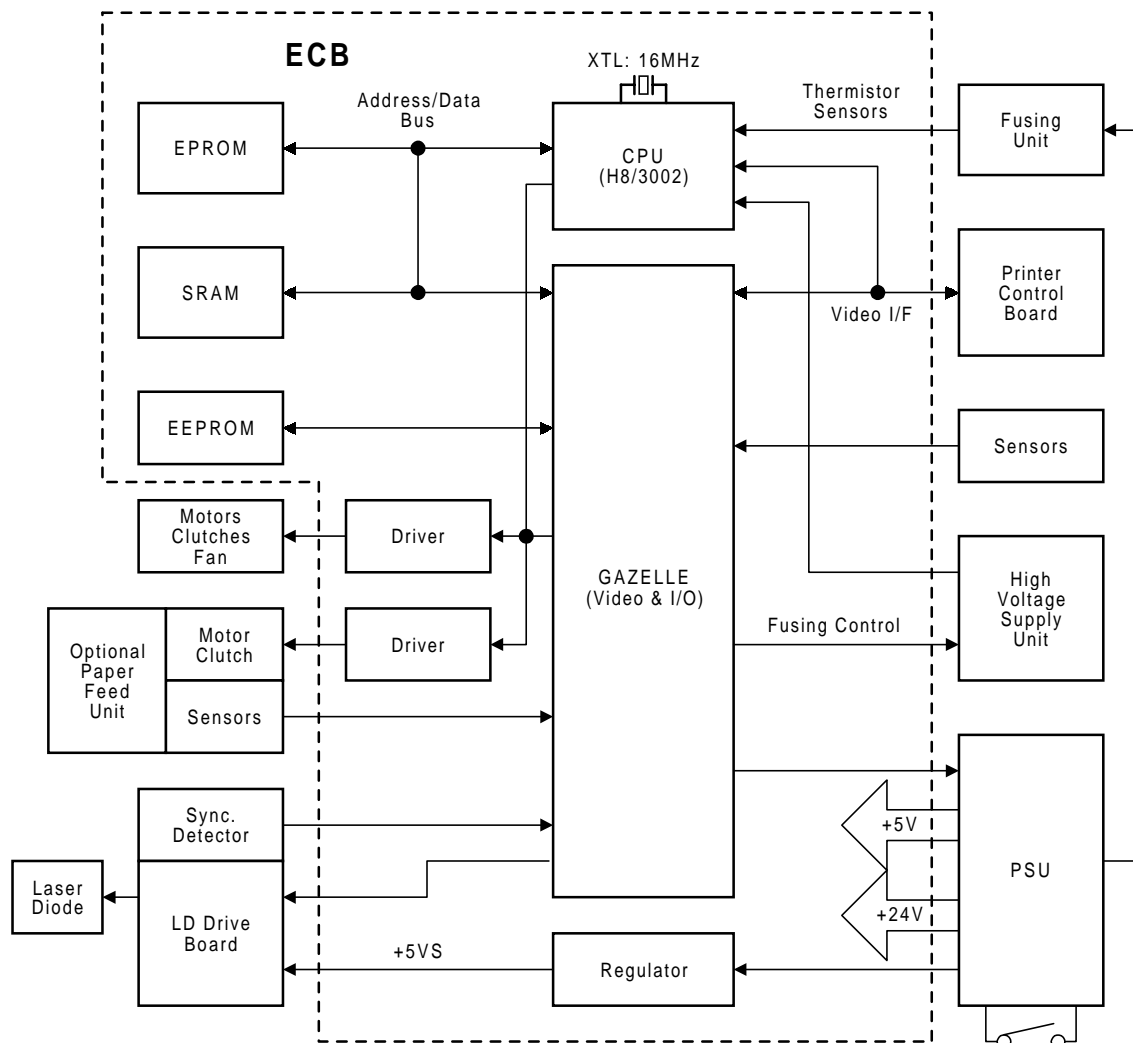 ECB
XTL: 16MHz
Address/Data
Bus
Thermistor
Sensors
EPROM
CPU
(H8/3002)
Fusing
Unit
SRAM
Printer
Control
Board
Video I/F
EEPROM
Sensors
Motors
Clutches
Fan
Driver
GAZELLE
(Video & I/O)
High
Voltage
Supply
Unit
Optional
Paper
Feed
Unit
Motor
Clutch
Driver
Fusing Control
Sensors
Sync.
Detector
+5V
PSU
Laser
Diode
LD Drive
Board
+24V
+5VS
Regulator